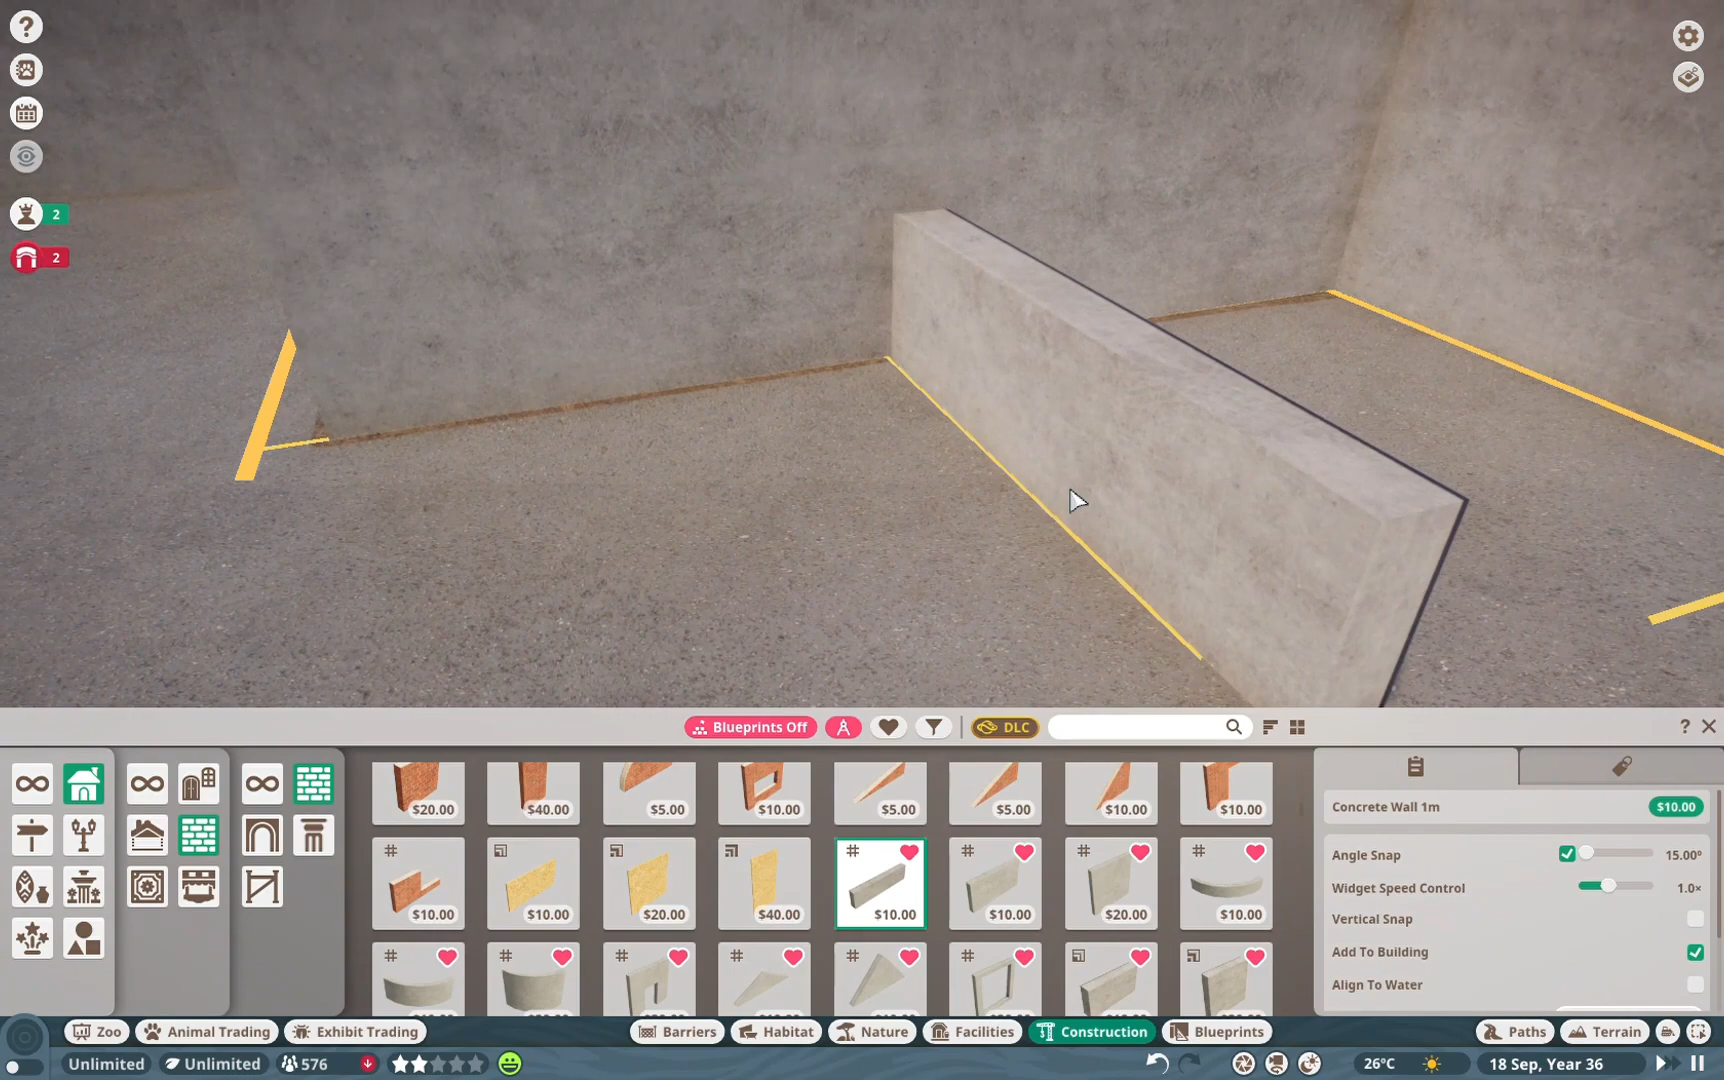 ?
2
2
Blueprints Off
DLC
?
$20.00
$40.00
$5.00
$10.00
$5.00
$5.00
$10.00
$10.00
$10.00
$10.00
$20.00
$40.00
$10.00
$10.00
$20.00
$10.00
Concrete Wall 1m
$10.00
Angle Snap
15.00°
Widget Speed Control
1.0×
Vertical Snap
Add To Building
Align To Water
Zoo
Animal Trading
Exhibit Trading
Barriers
Habitat
Nature
Facilities
Construction
Blueprints
Paths
Terrain
Unlimited
Unlimited
576
26°C
18 Sep, Year 36